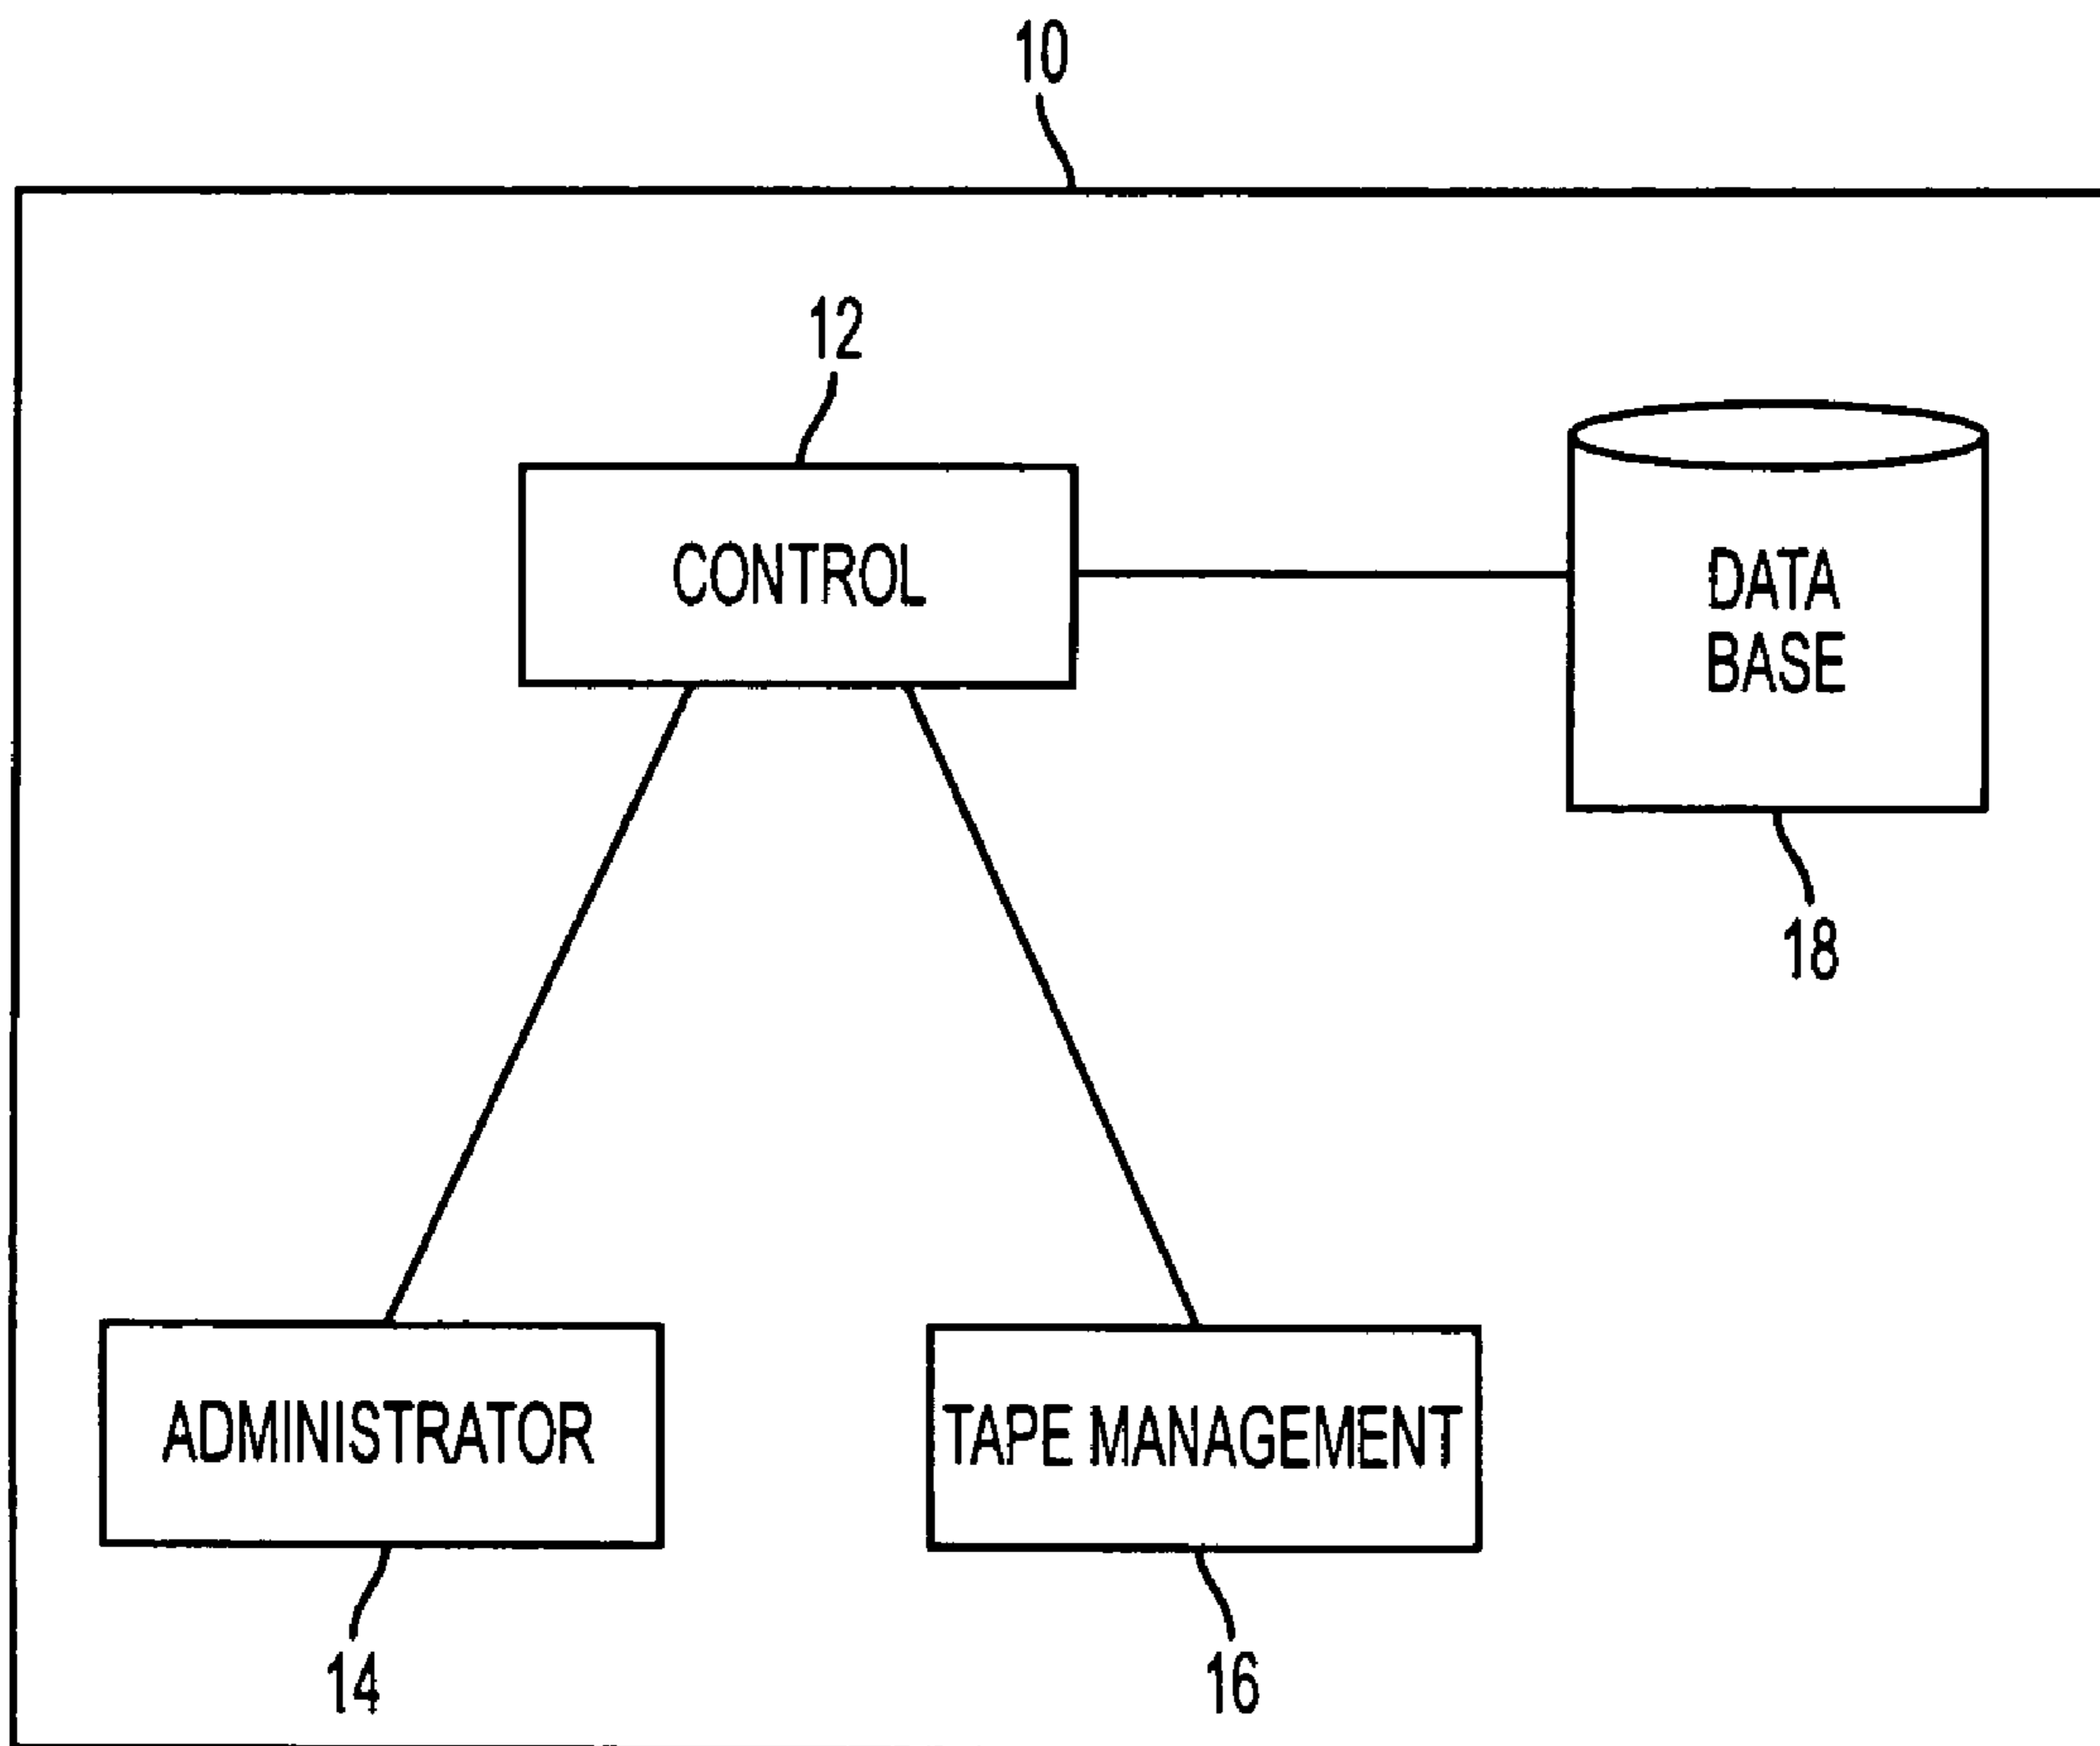 10
12
CONTROL
DATA
BASE
18
ADMINISTRATOR
TAPE MANAGEMENT
14
16